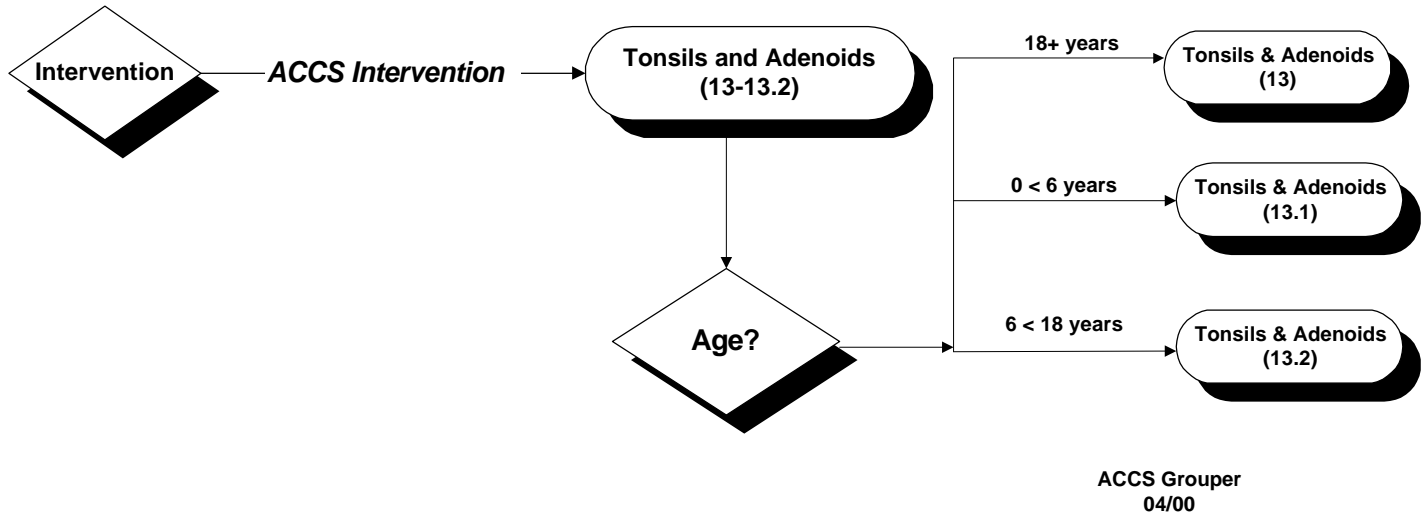 Intervention
ACCS Intervention
Tonsils and Adenoids
(13-13.2)
Age?
18+ years
Tonsils & Adenoids
(13)
0 < 6 years
Tonsils & Adenoids
(13.1)
6 < 18 years
Tonsils & Adenoids
(13.2)
ACCS Grouper
04/00